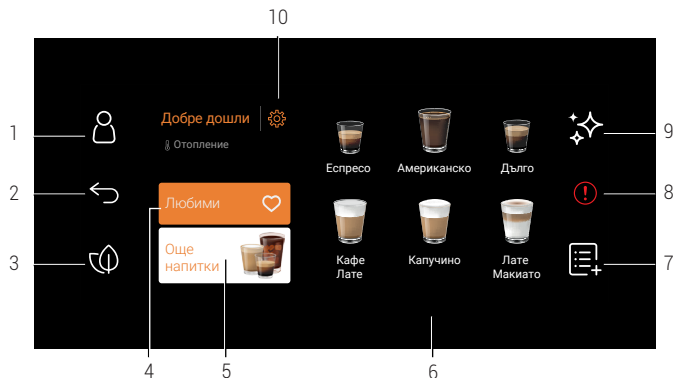 10
1
2
3
Добре дошли
Отопление
Любими
Още
напитки
Еспресо
Американско
Дълго
Кафе
Лате
Капучино
Лате
Макиато
9
8
7
4
5
6